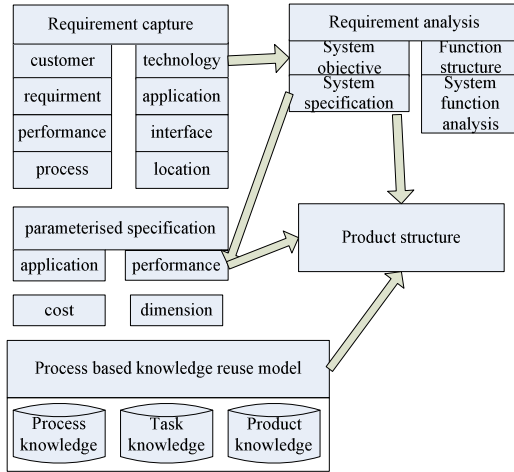 Requirement capture
customer
technology
requirment
application
performance
interface
process
location
Requirement analysis
System
objective
Function
structure
System
specification
System
function
analysis
parameterised specification
application
performance
cost
dimension
Product structure
Process based knowledge reuse model
Process
knowledge
Task
knowledge
Product
knowledge